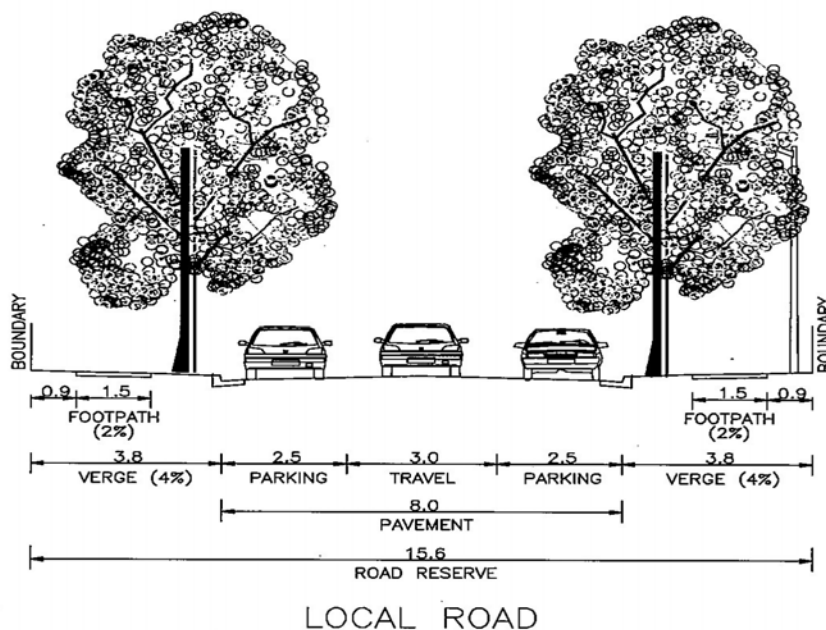 BOUNDARY
BOUNDARY
0.9 1.5 1.5 0.9
FOOTPATH FOOTPATH
(2%) (2%)
3.8 2.5 3.0 2.5 3.8
VERGE (4%) PARKING TRAVEL PARKING VERGE (4%)
8.0
PAVEMENT
15.6
ROAD RESERVE
LOCAL ROAD